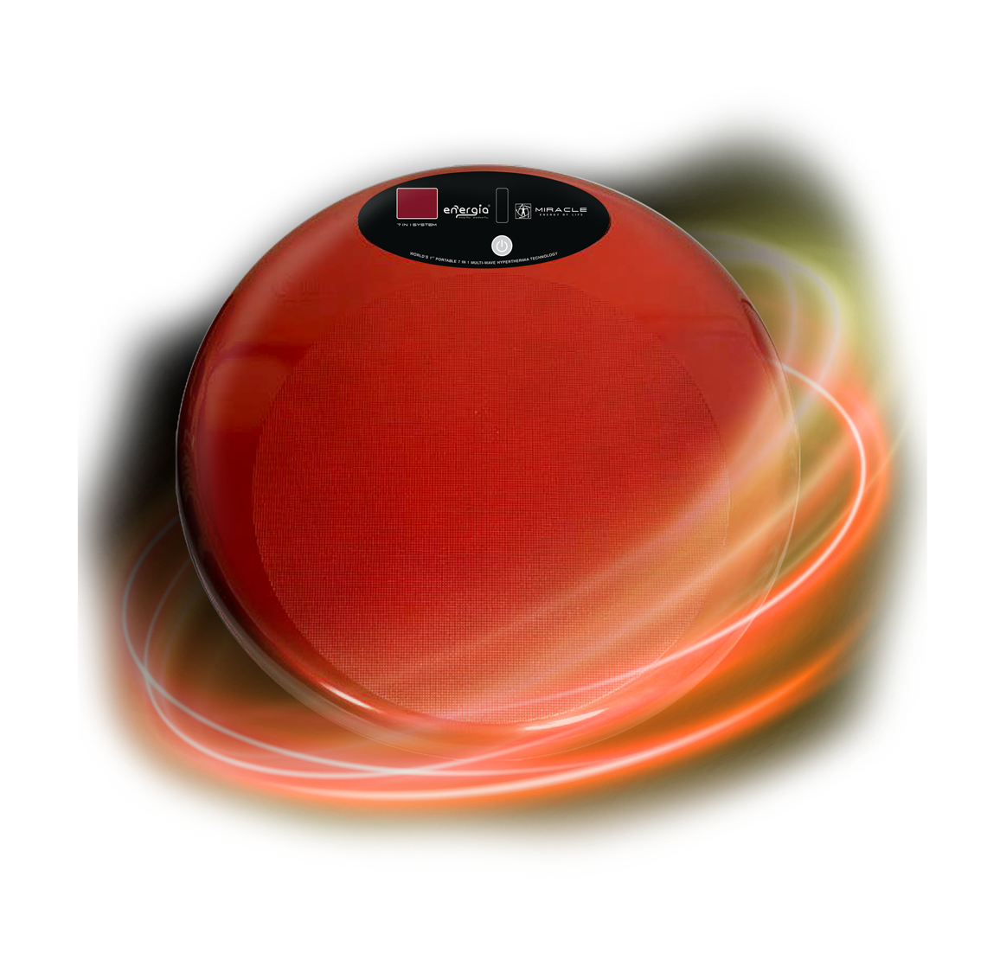 7 IN 1 SYSTEM
energia®
MIRACLE
ENERGY OF LIFE
WORLD'S 1ST PORTABLE 7 IN 1 MULTI-WAVE HYPERTHERMIA TECHNOLOGY